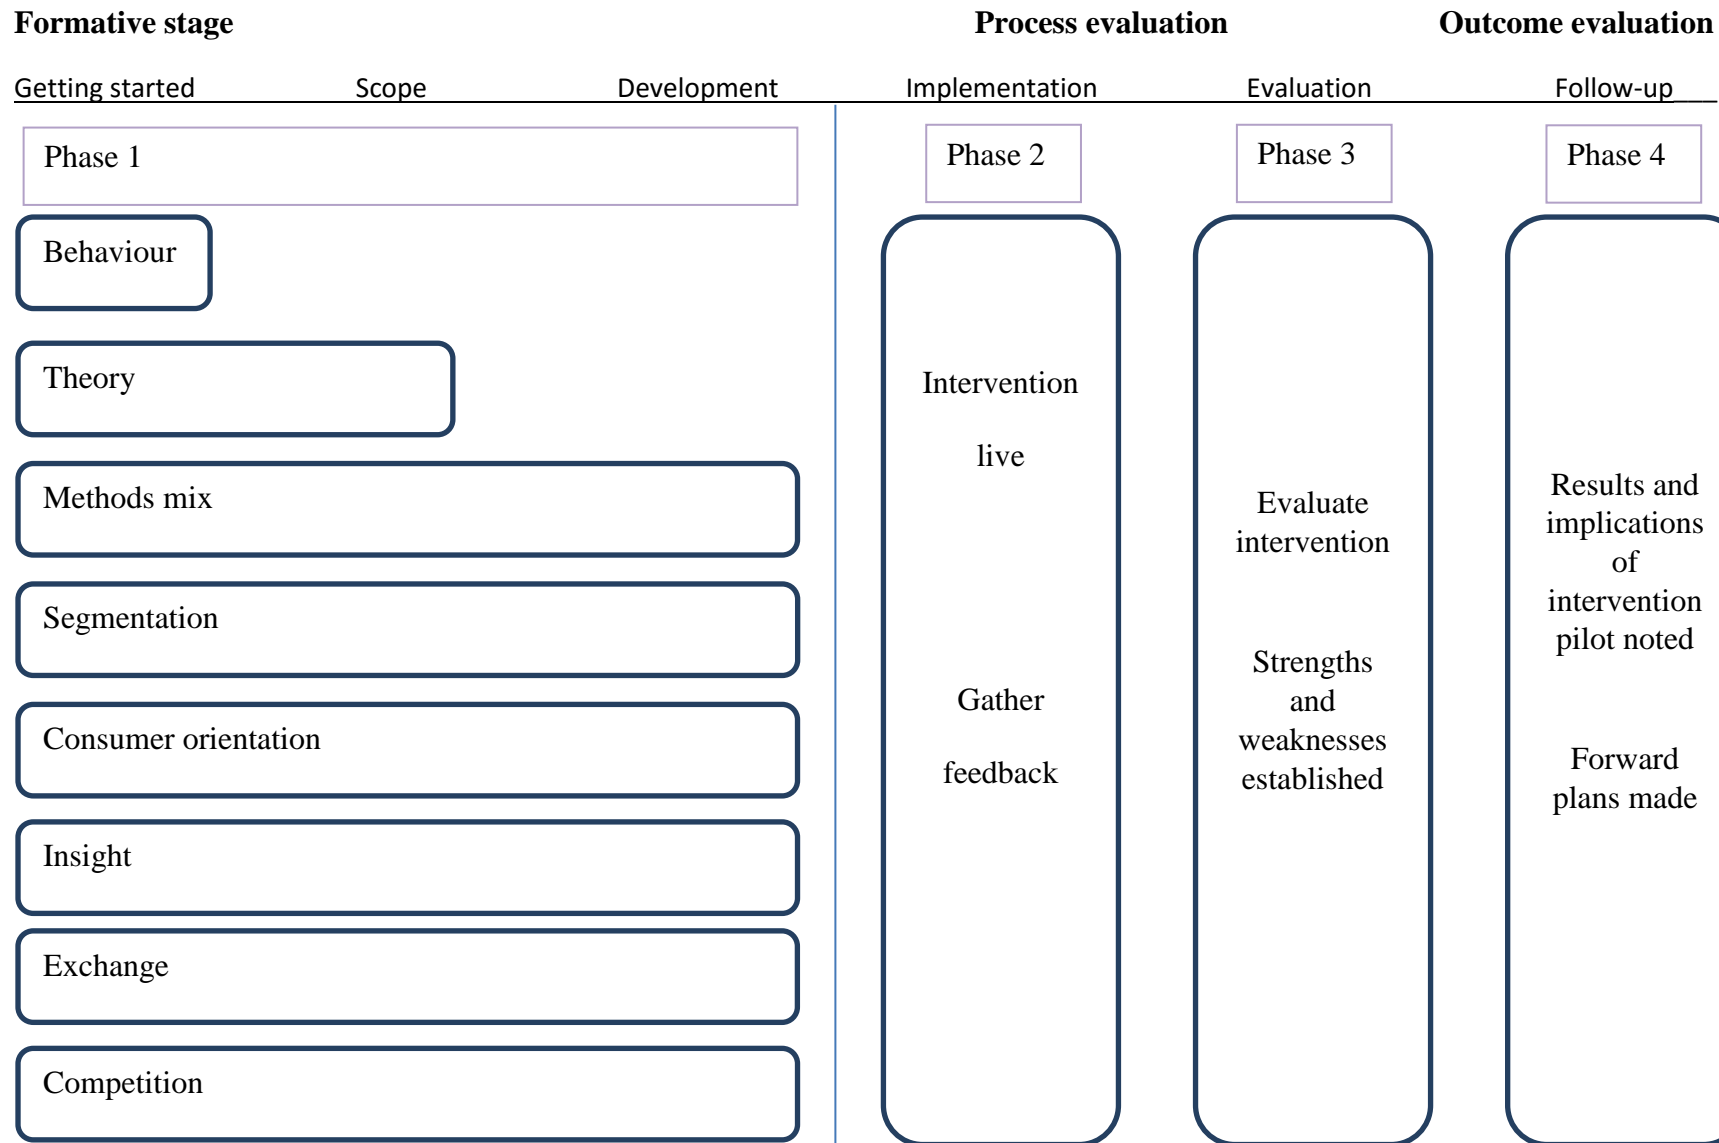 Formative stage
Process evaluation
Outcome evaluation
Getting started
Scope
Development
Implementation
Evaluation
Follow-up
Phase 1
Phase 2
Phase 3
Phase 4
Behaviour
Theory
Methods mix
Segmentation
Consumer orientation
Insight
Exchange
Competition
Intervention
live
Gather
feedback
Evaluate
intervention
Strengths
and
weaknesses
established
Results and
implications
of
intervention
pilot noted
Forward
plans made